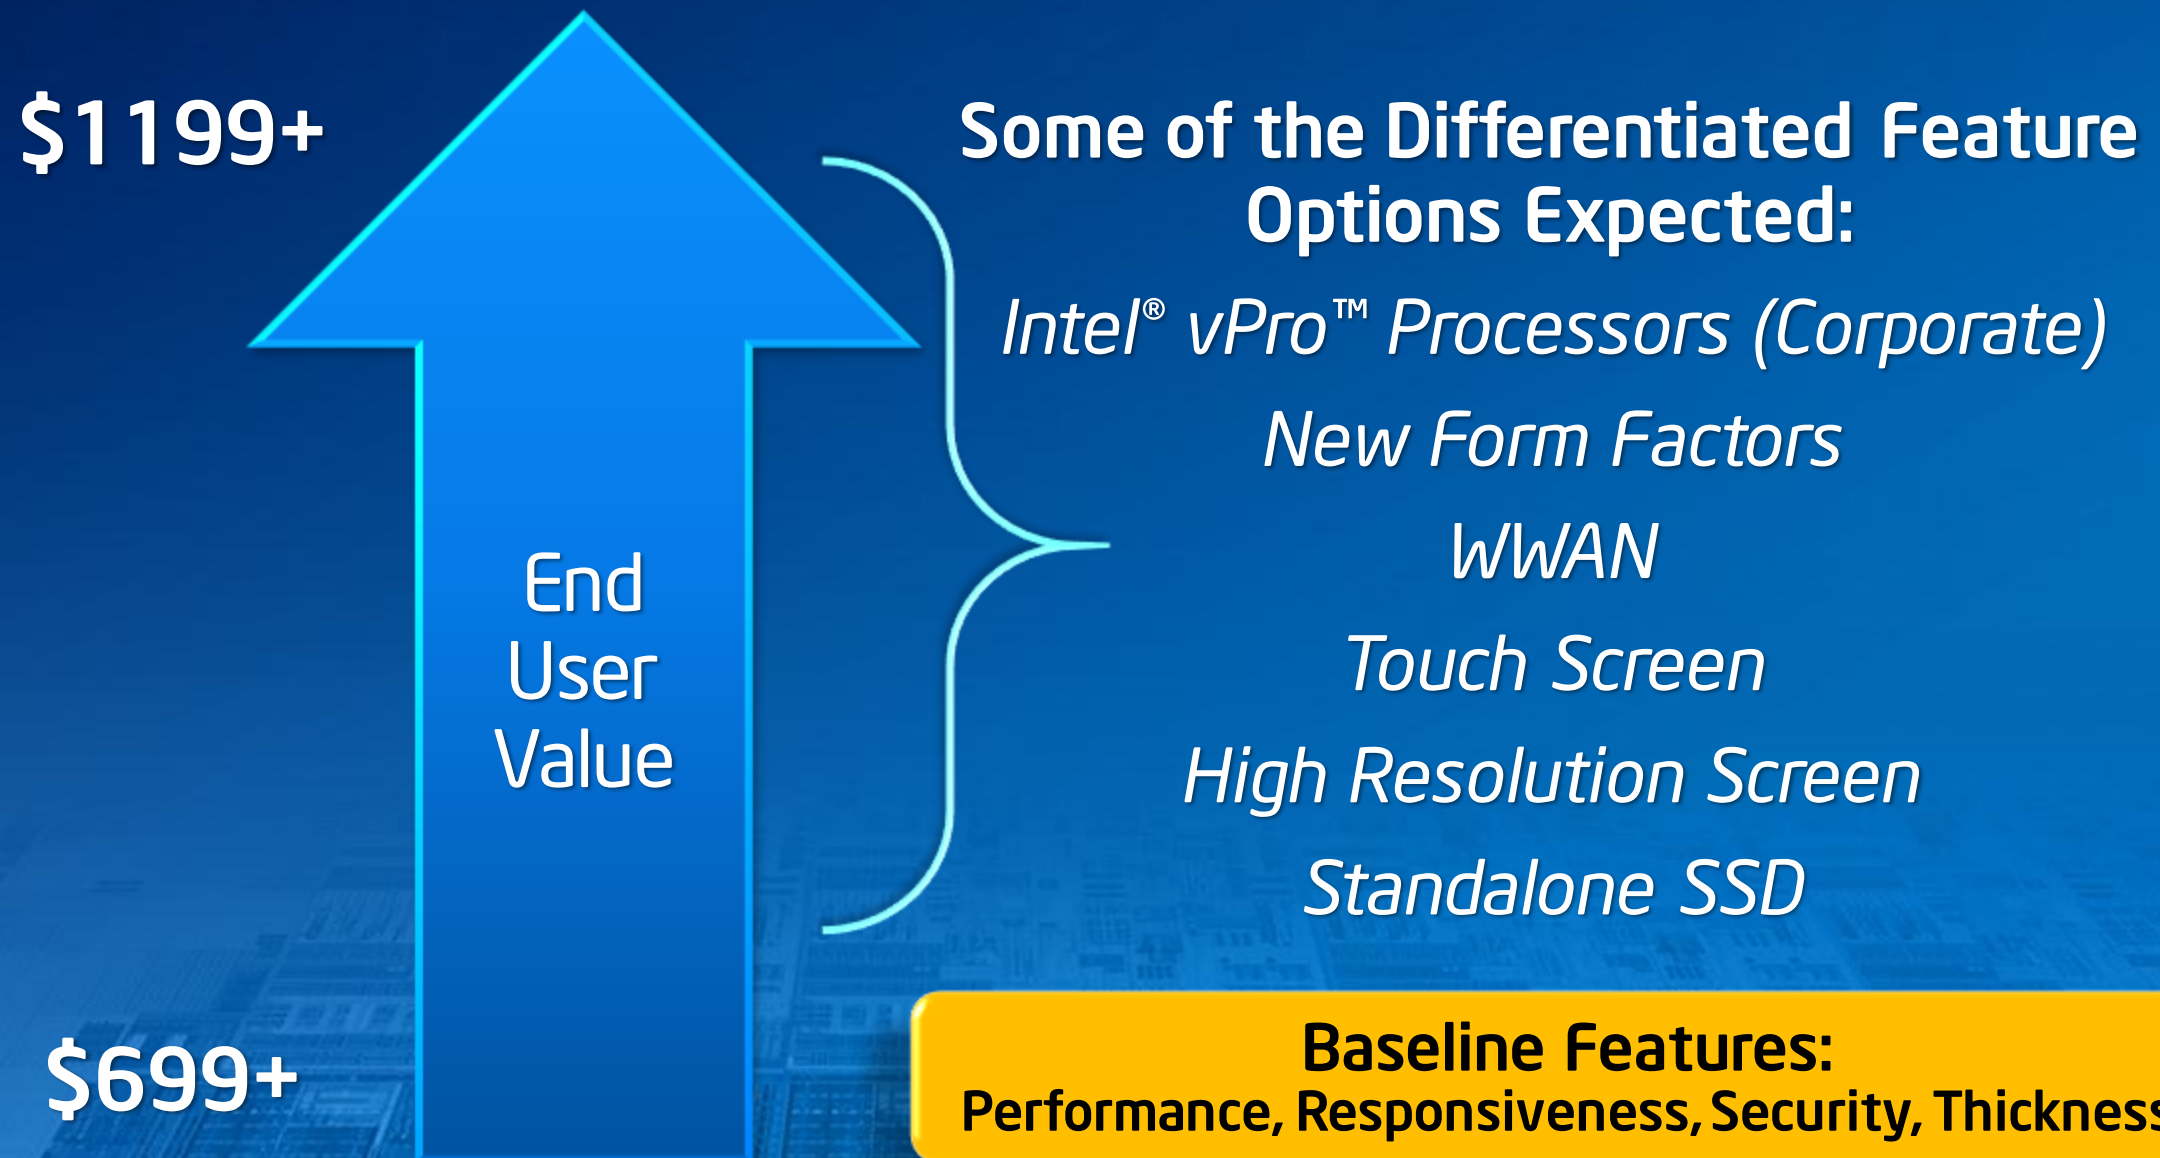 $1199+
Some of the Differentiated Feature
Options Expected:
Intel® vPro™ Processors (Corporate)
New Form Factors
WWAN
Touch Screen
High Resolution Screen
Standalone SSD
End
User
Value
$699+
Baseline Features:
Performance, Responsiveness, Security, Thickness